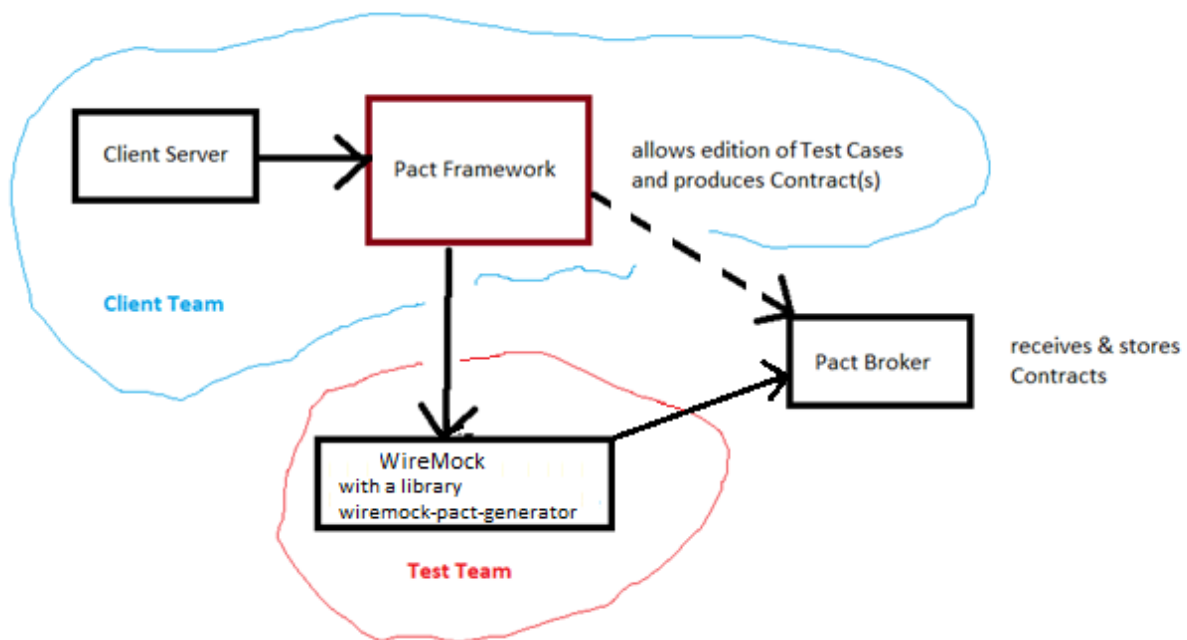 Client Server
Pact Framework
allows edition of Test Cases
and produces Contract(s)
Client Team
Pact Broker
receives & stores
Contracts
WireMock
with a library
wiremock-pact-generator
Test Team